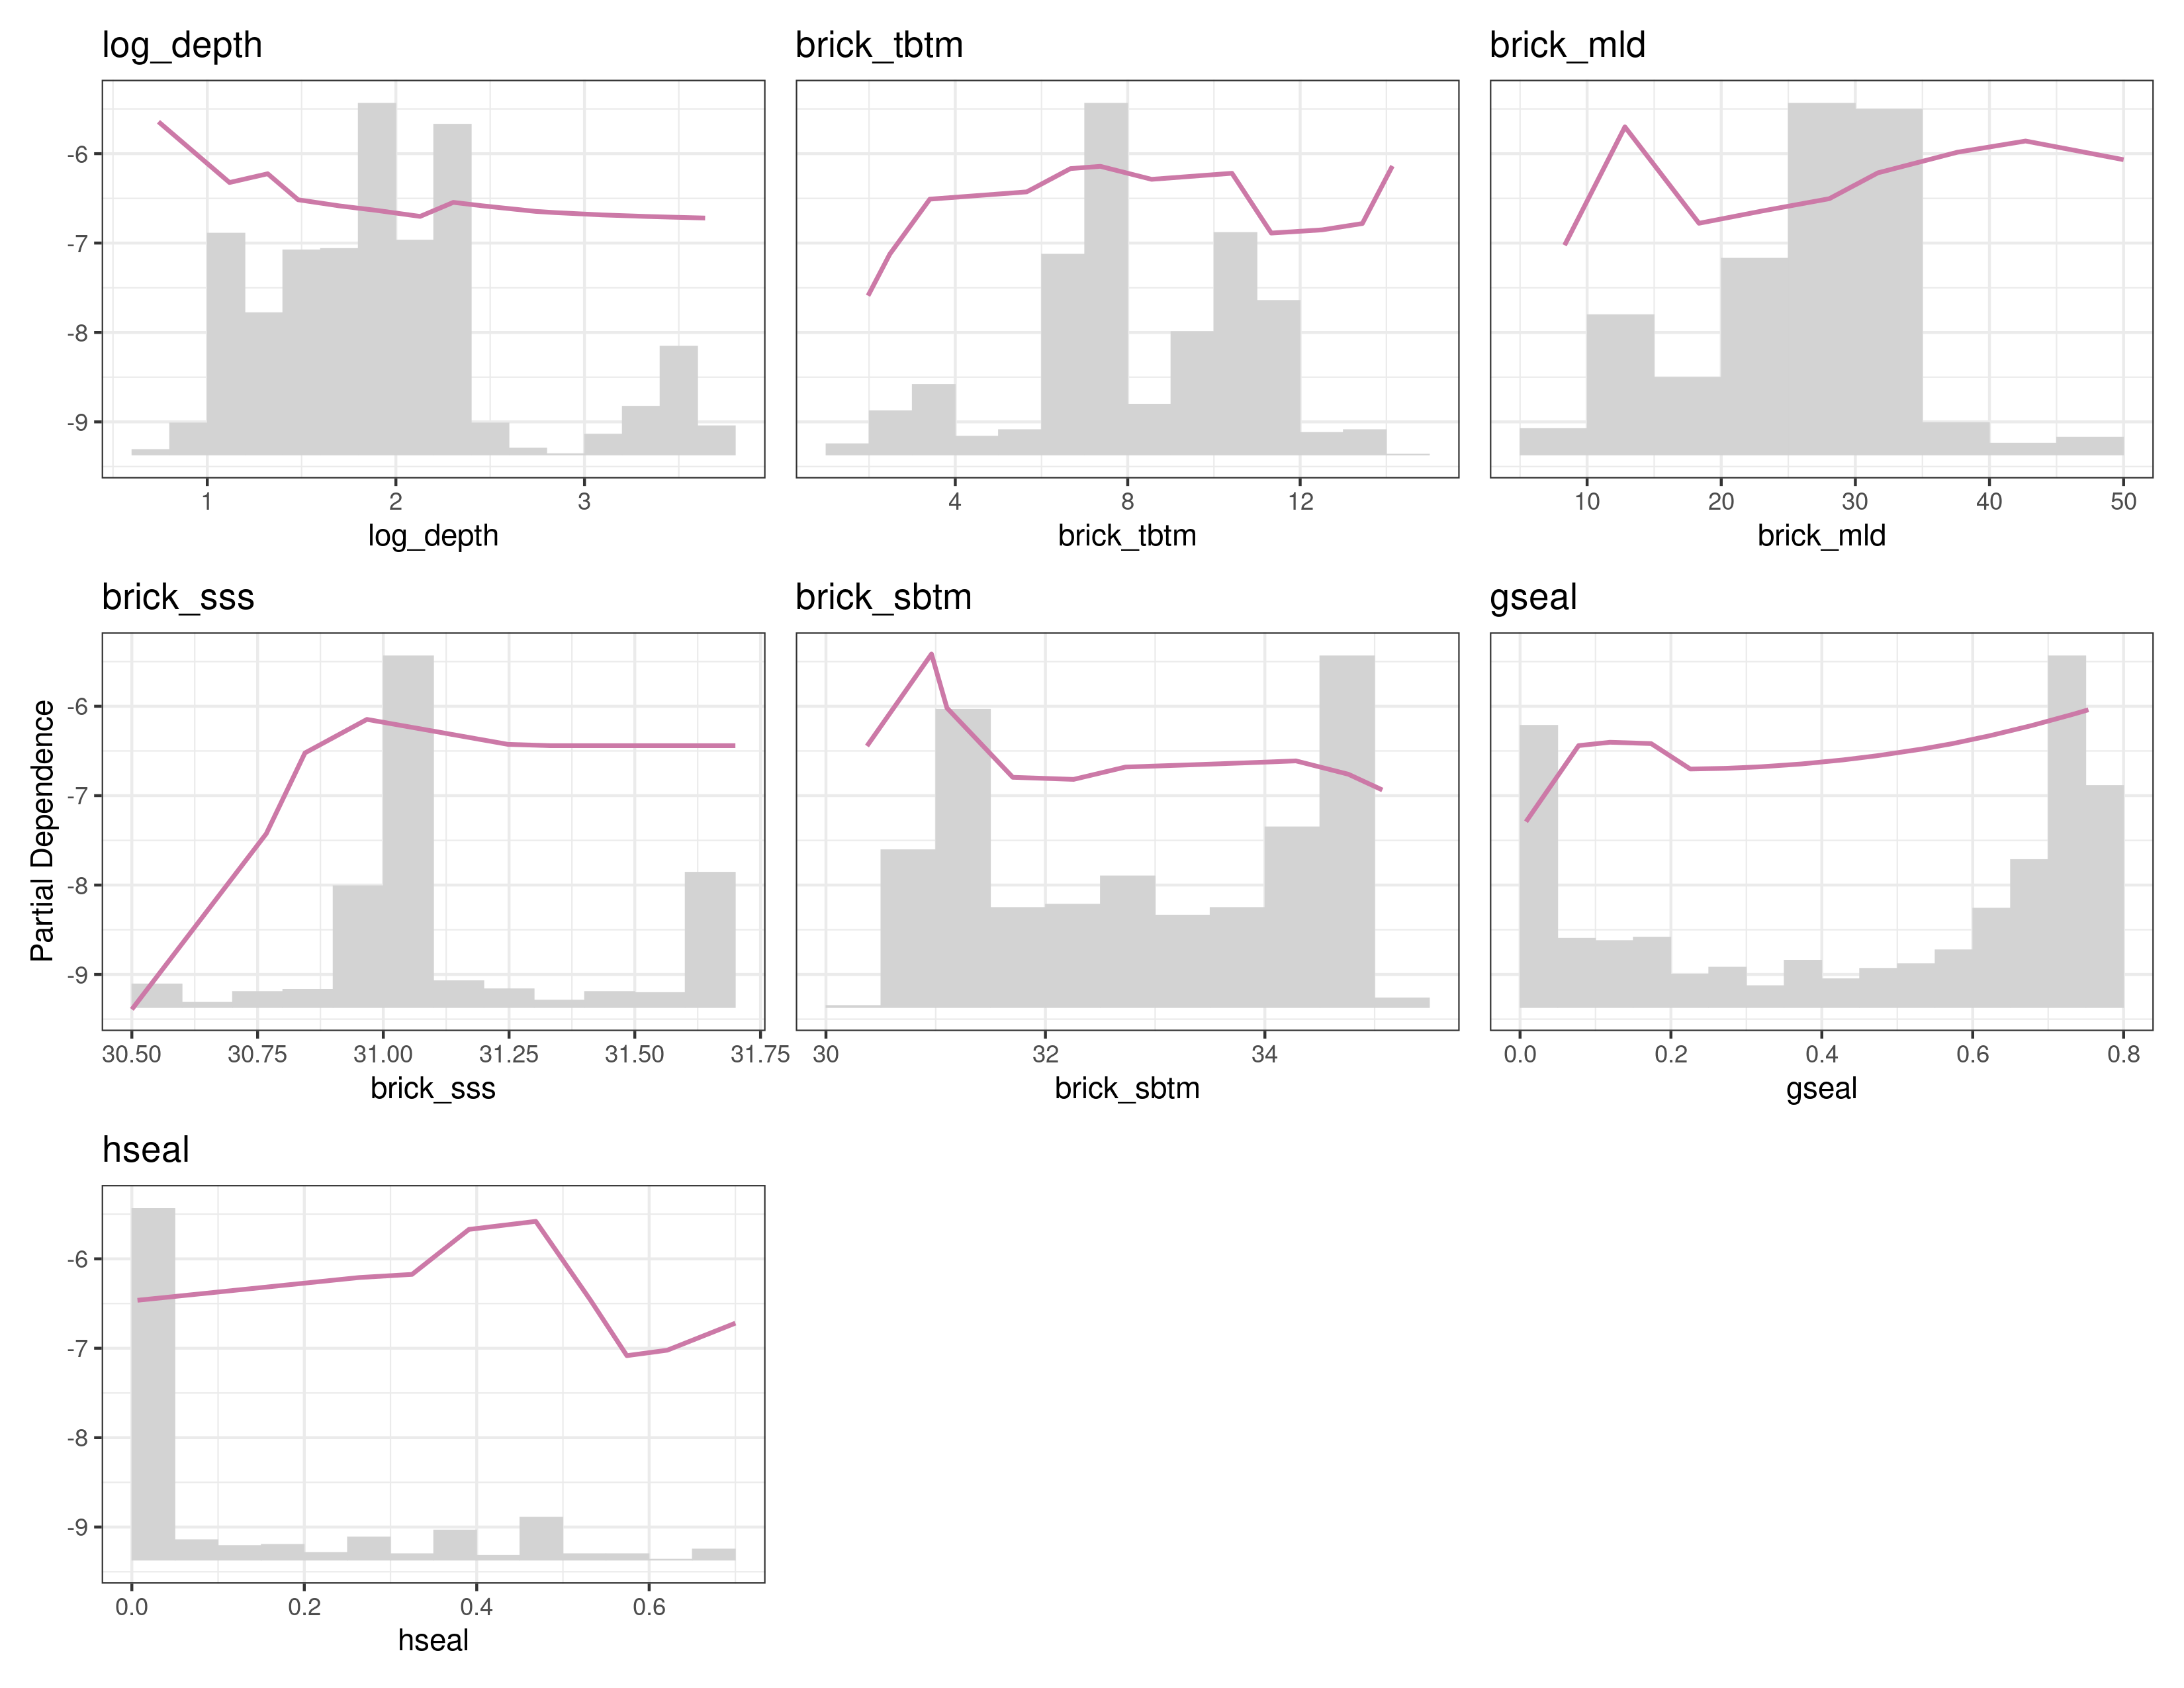 log_depth
brick_tbtm
brick_mld
-6
-7
-8
-9
1 2 3
4 8 12
10 20 30 40 50
log_depth
brick_tbtm
brick_mld
brick_sss
brick_sbtm
gseal
Partial Dependence
-6
-7
-8
-9
30.50 30.75 31.00 31.25 31.50 31.75
30 32 34
0.0 0.2 0.4 0.6 0.8
brick_sss
brick_sbtm
gseal
hseal
-6
-7
-8
-9
0.0 0.2 0.4 0.6
hseal